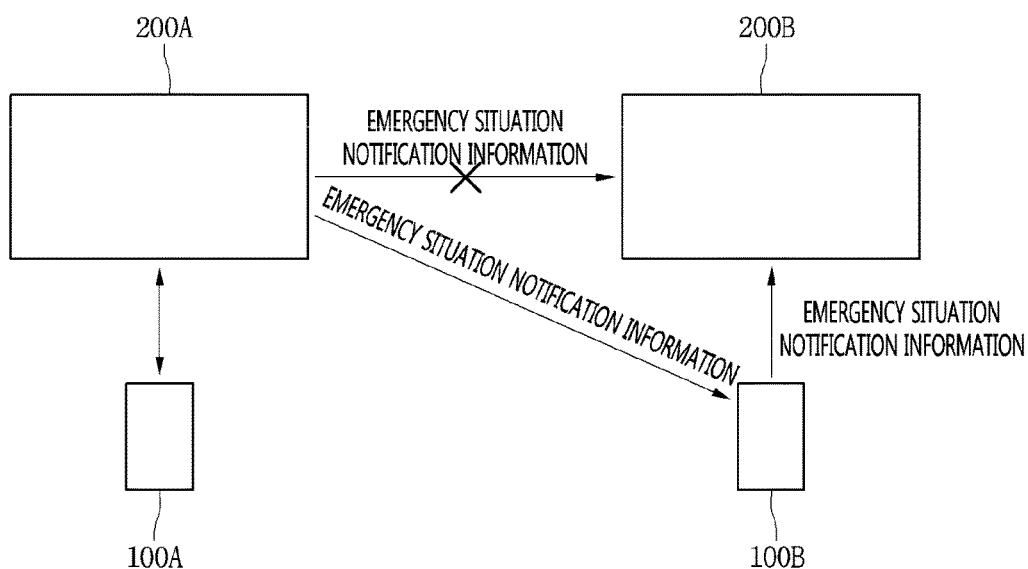 200A
200B
EMERGENCY SITUATION
NOTIFICATION INFORMATION
EMERGENCY SITUATION NOTIFICATION INFORMATION
EMERGENCY SITUATION
NOTIFICATION INFORMATION
100A
100B